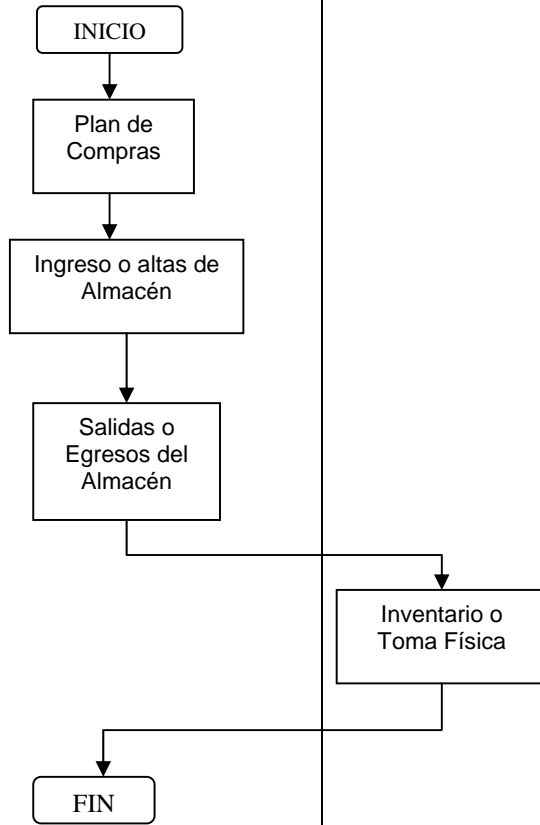 INICIO
Plan de
Compras
Ingreso o altas de
Almacén
Salidas o
Egresos del
Almacén
Inventario o
Toma Física
FIN